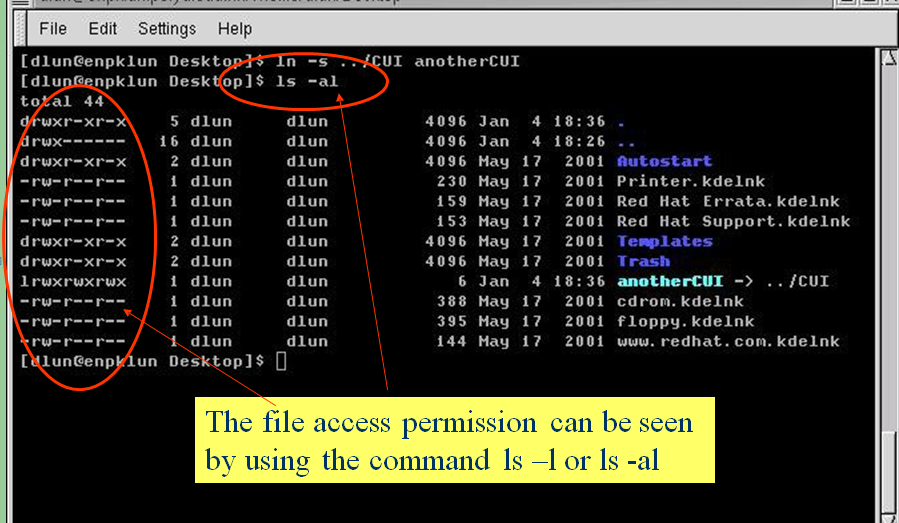 File Edit Settings Help
[dlun@enpklun Desktop]$ ln -s ../CUI anotherCUI
[dlun@enpklun Desktop]$ ls -al
total 44
drwxr-xr-x 5 dlun dlun 4096 Jan 4 18:36 .
drwx------ 16 dlun dlun 4096 Jan 4 18:26 ..
drwxr-xr-x 2 dlun dlun 4096 May 17 2001 Autostart
-rw-r--r-- 1 dlun dlun 230 May 17 2001 Printer.kdelnk
-rw-r--r-- 1 dlun dlun 159 May 17 2001 Red Hat Errata.kdelnk
-rw-r--r-- 1 dlun dlun 153 May 17 2001 Red Hat Support.kdelnk
drwxr-xr-x 2 dlun dlun 4096 May 17 2001 Templates
drwxr-xr-x 2 dlun dlun 4096 May 17 2001 Trash
lrwxrwxrwx 1 dlun dlun 6 Jan 4 18:36 anotherCUI -> ../CUI
-rw-r--r-- 1 dlun dlun 388 May 17 2001 cdrom.kdelnk
-rw-r--r-- 1 dlun dlun 395 May 17 2001 floppy.kdelnk
-rw-r--r-- 1 dlun dlun 144 May 17 2001 www.redhat.com.kdelnk
[dlun@enpklun Desktop]$
The file access permission can be seen
by using the command ls –l or ls -al